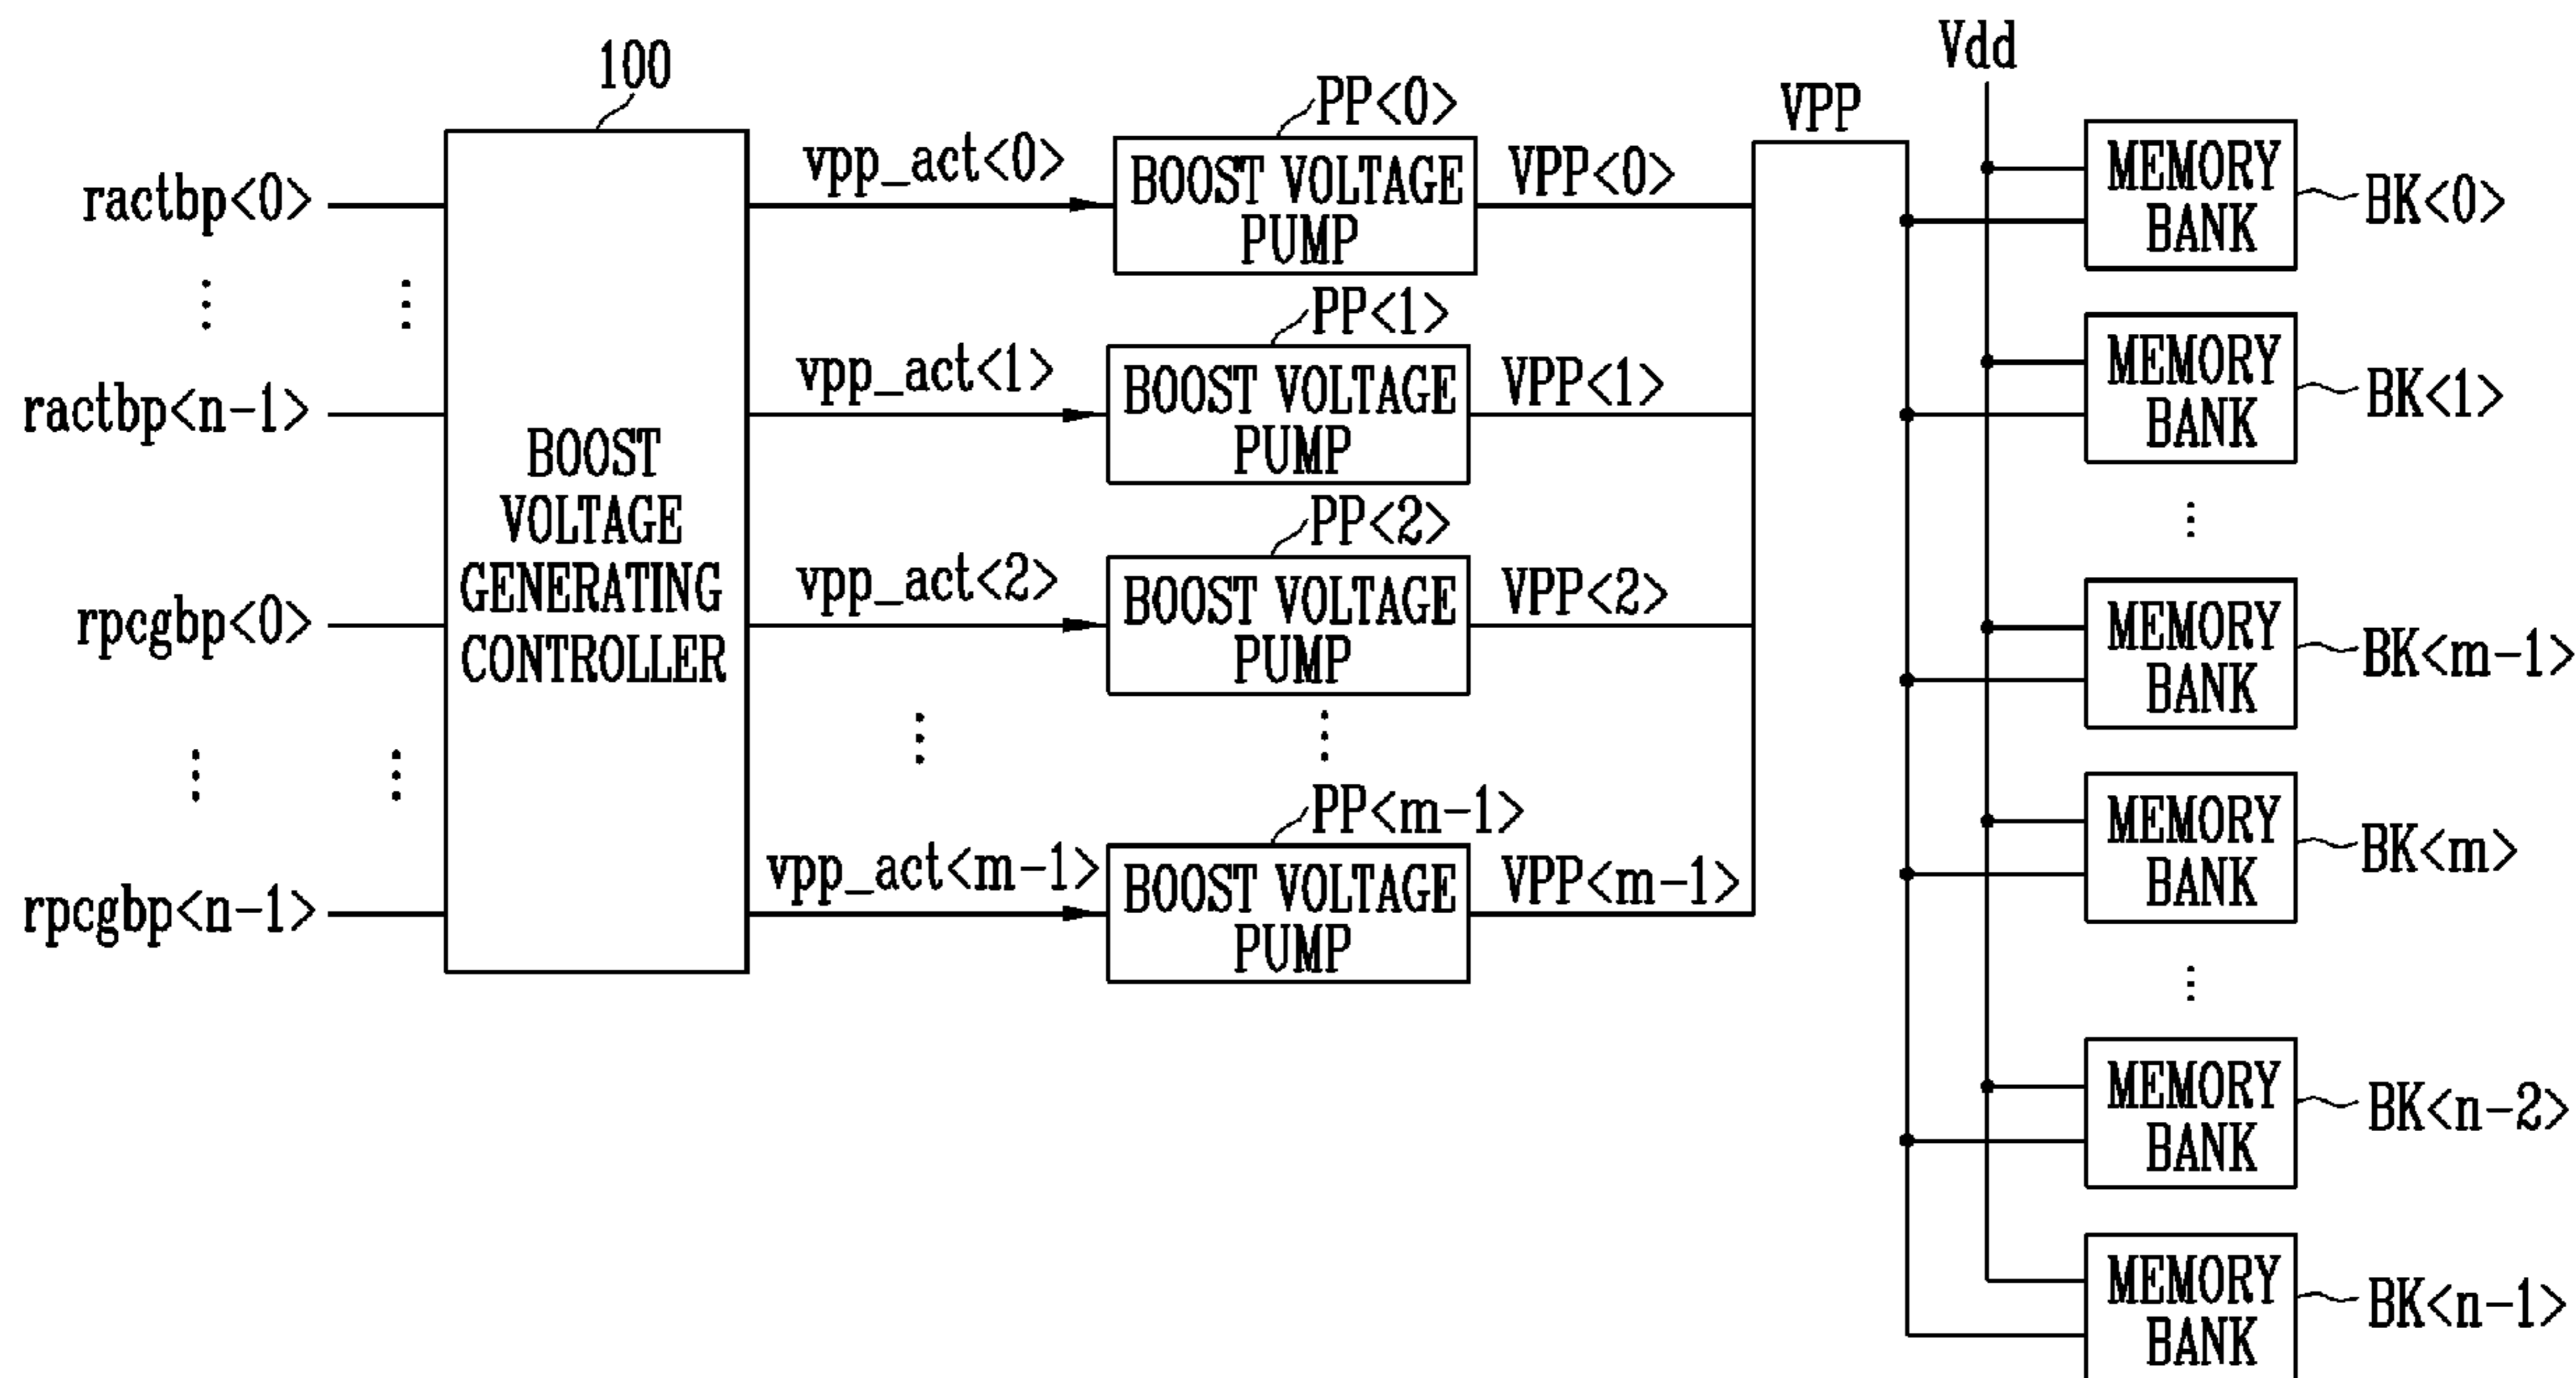 100
ractbp<0>
ractbp<n-1>
rpcgbp<0>
rpcgbp<n-1>
BOOST
VOLTAGE
GENERATING
CONTROLLER
vpp_act<0>
vpp_act<1>
vpp_act<2>
vpp_act<m-1>
PP<0>
BOOST VOLTAGE
PUMP
PP<1>
BOOST VOLTAGE
PUMP
PP<2>
BOOST VOLTAGE
PUMP
PP<m-1>
BOOST VOLTAGE
PUMP
VPP<0>
VPP<1>
VPP<2>
VPP<m-1>
VPP
Vdd
MEMORY
BANK
BK<0>
MEMORY
BANK
BK<1>
MEMORY
BANK
BK<m-1>
MEMORY
BANK
BK<m>
MEMORY
BANK
BK<n-2>
MEMORY
BANK
BK<n-1>